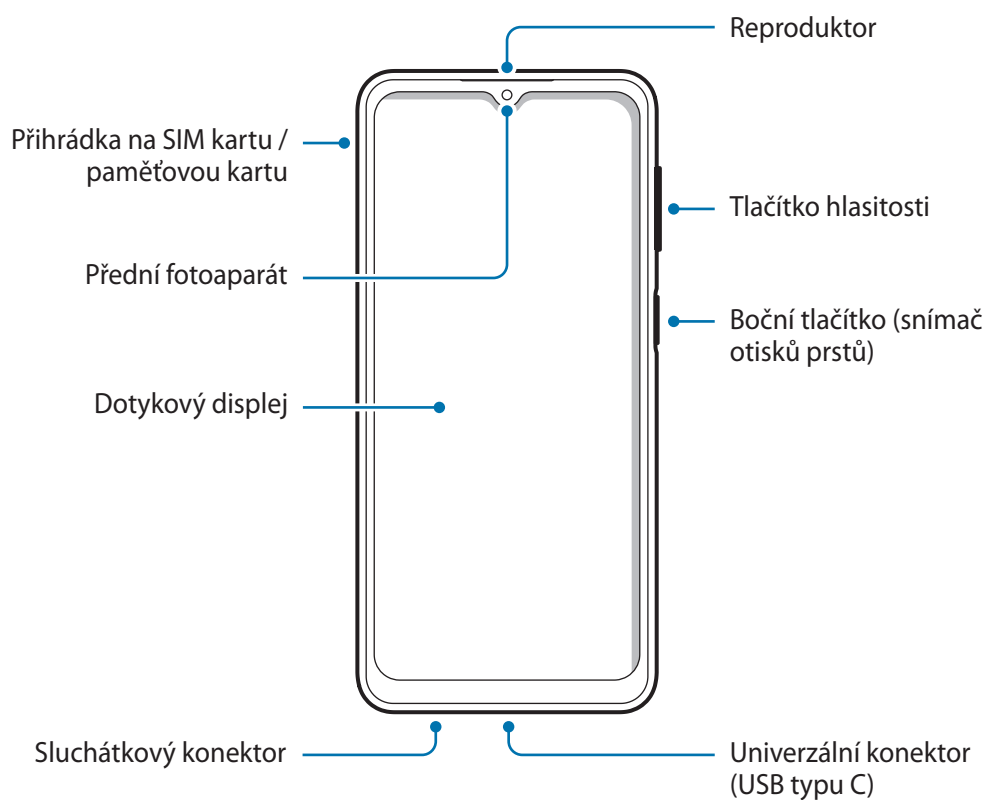 Reproduktor
Přihrádka na SIM kartu /
paměťovou kartu
Tlačítko hlasitosti
Přední fotoaparát
Boční tlačítko (snímač
otisků prstů)
Dotykový displej
Sluchátkový konektor
Univerzální konektor
(USB typu C)